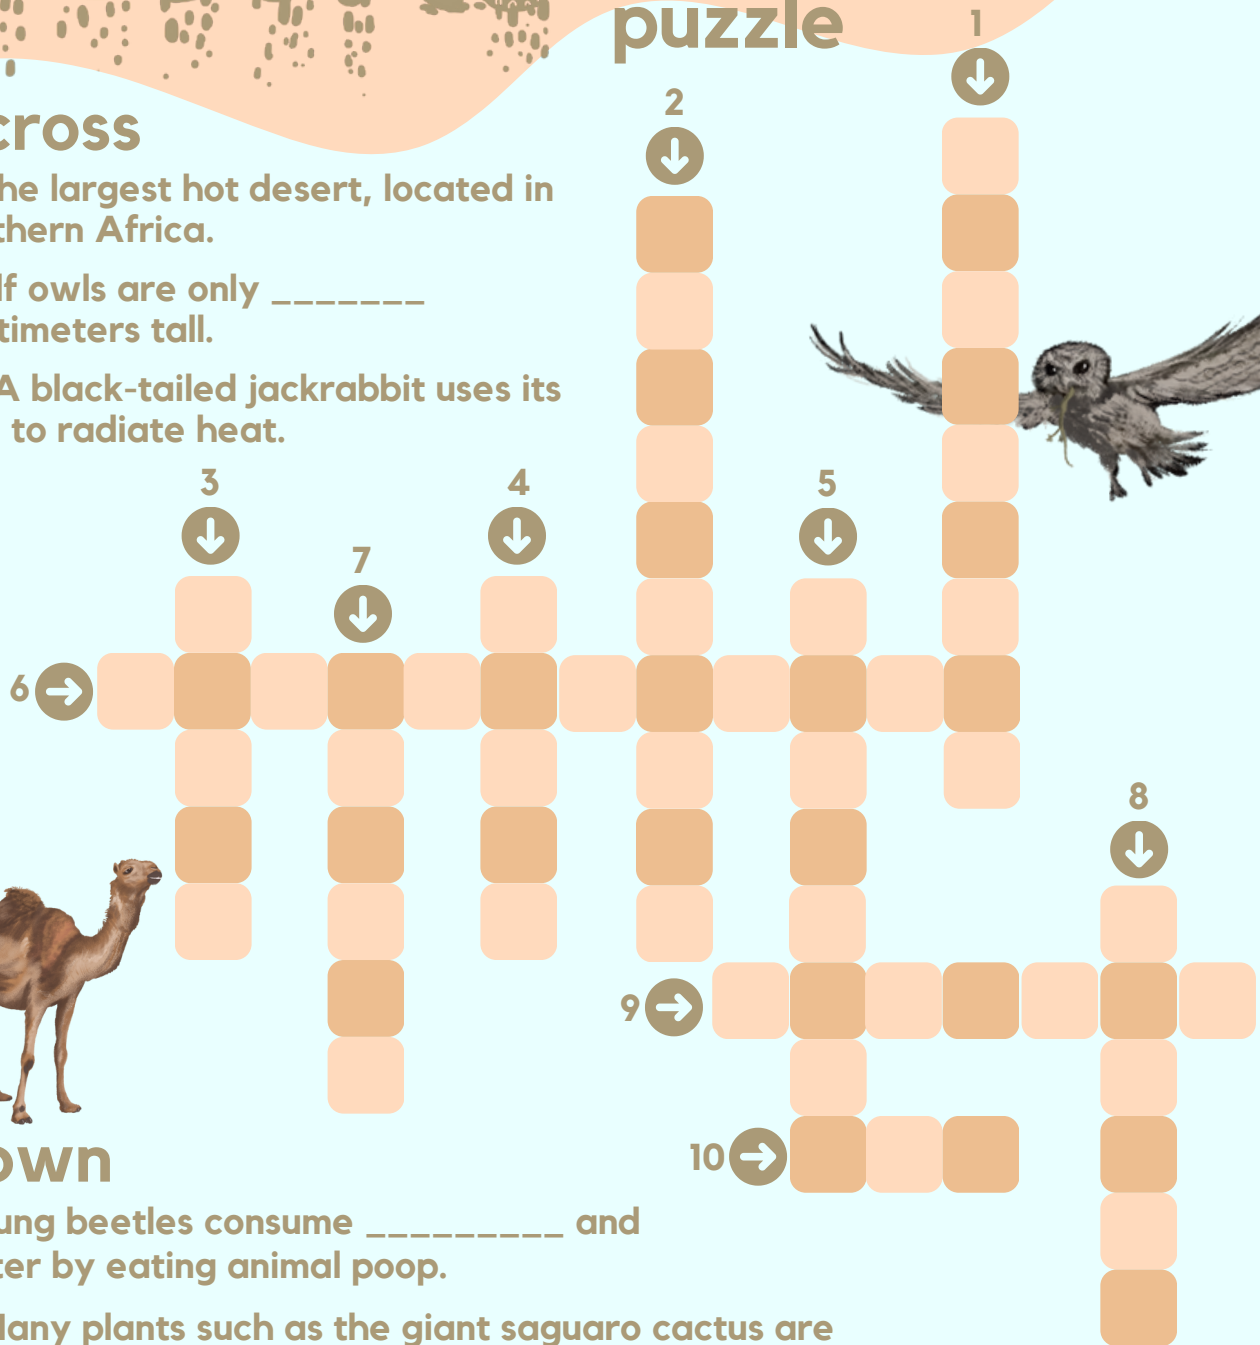 puzzle
1
2
cross
he largest hot desert, located in
thern Africa.
lf owls are only _______
timeters tall.
A black-tailed jackrabbit uses its
to radiate heat.
3
4
5
7
6
8
9
10
own
ung beetles consume _________ and
ter by eating animal poop.
any plants such as the giant saguaro cactus are